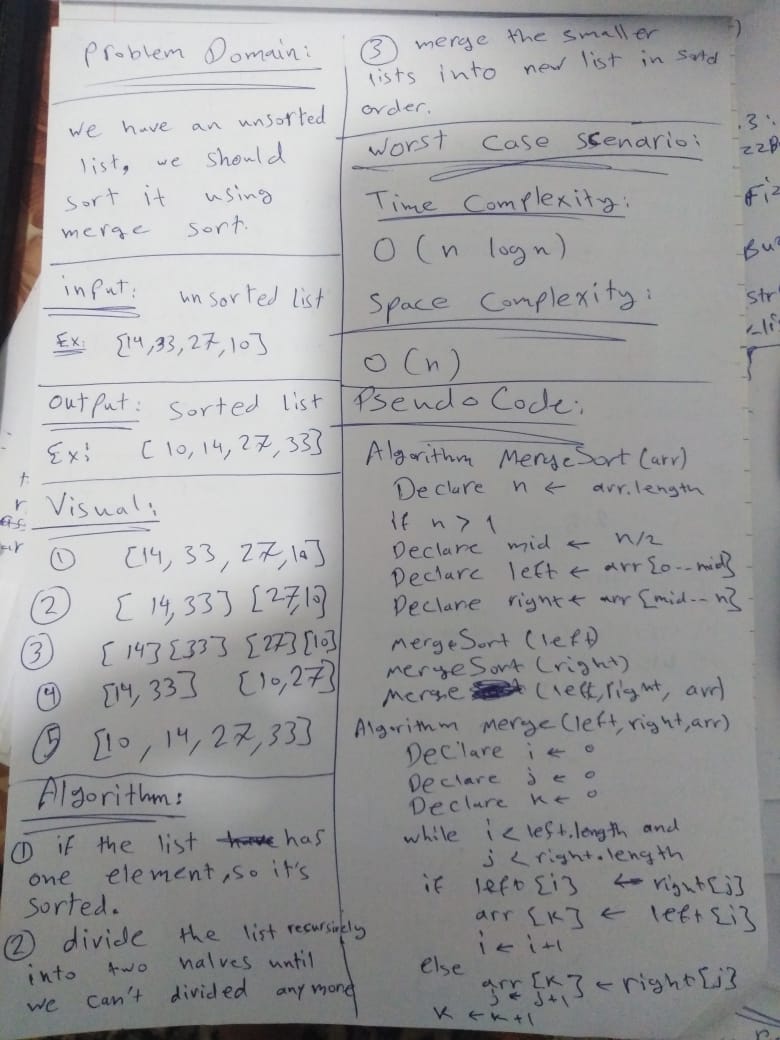 Problem Domain:
we have an unsorted
list, we should
sort it using
merge sort.
input: unsorted list
Ex: [14,33,27,10]
output: Sorted list
Ex: [10,14,27,33]
Visual:
① [14, 33, 27,10]
② [14,33] [27,10]
③ [14] [33] [27] [10]
④ [14, 33] [10,27]
⑤ [10, 14, 27, 33]
Algorithm:
① if the list has
one element, so it's
sorted.
② divide the list recursively
into two halves until
we can't divided any more
③ merge the smaller
lists into new list in sotd
order.
Worst Case Scenario:
Time Complexity:
O (n log n)
Space Complexity:
O (n)
Pseudo Code:
Algorithm MergeSort (arr)
Declare n ← arr.length
if n > 1
Declare mid ← n/2
Declare left ← arr [0--mid]
Declare right ← arr [mid--n]
MergeSort (left)
MergeSort (right)
Merge (left, right, arr)
Algorithm Merge (left, right, arr)
Declare i ← 0
Declare j ← 0
Declare k ← 0
while i < left.length and
j < right.length
if left [i] <= right [j]
arr [k] ← left [i]
i ← i+1
else
arr [k] ← right [j]
j ← j+1
k ← k+1